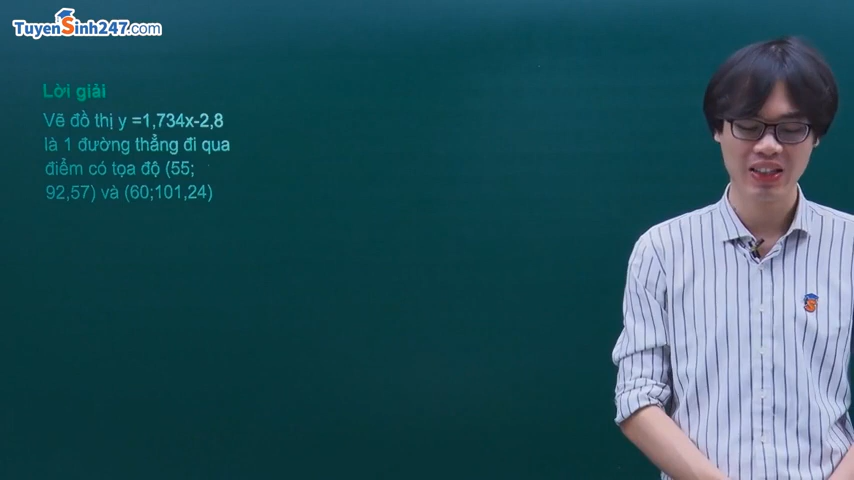 TuyenSinh247.com
Lời giải
Vẽ đồ thị y =1,734x-2,8
là 1 đường thẳng đi qua
điểm có tọa độ (55;
92,57) và (60;101,24)